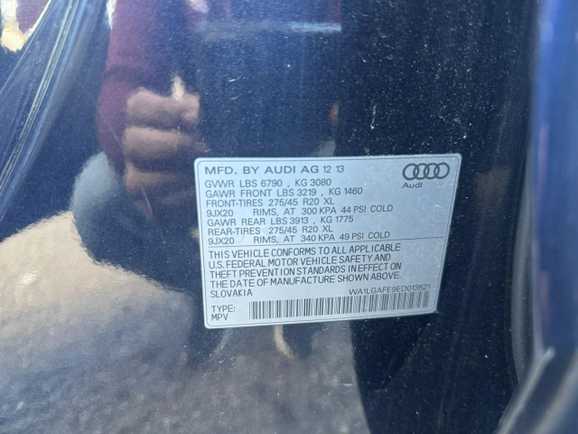 MFD. BY AUDI AG 12 13
GVWR LBS 6790 , KG 3080
GAWR FRONT LBS 3219 , KG 1460
FRONT-TIRES 275/45 R20 XL
9JX20 RIMS, AT 300 KPA 44 PSI COLD
GAWR REAR LBS 3913 , KG 1775
REAR-TIRES 275/45 R20 XL
9JX20 RIMS, AT 340 KPA 49 PSI COLD
Audi
THIS VEHICLE CONFORMS TO ALL APPLICABLE
U.S. FEDERAL MOTOR VEHICLE SAFETY AND
THEFT PREVENTION STANDARDS IN EFFECT ON
THE DATE OF MANUFACTURE SHOWN ABOVE.
SLOVAKIA
WA1LGAFE9ED013521
TYPE:
MPV